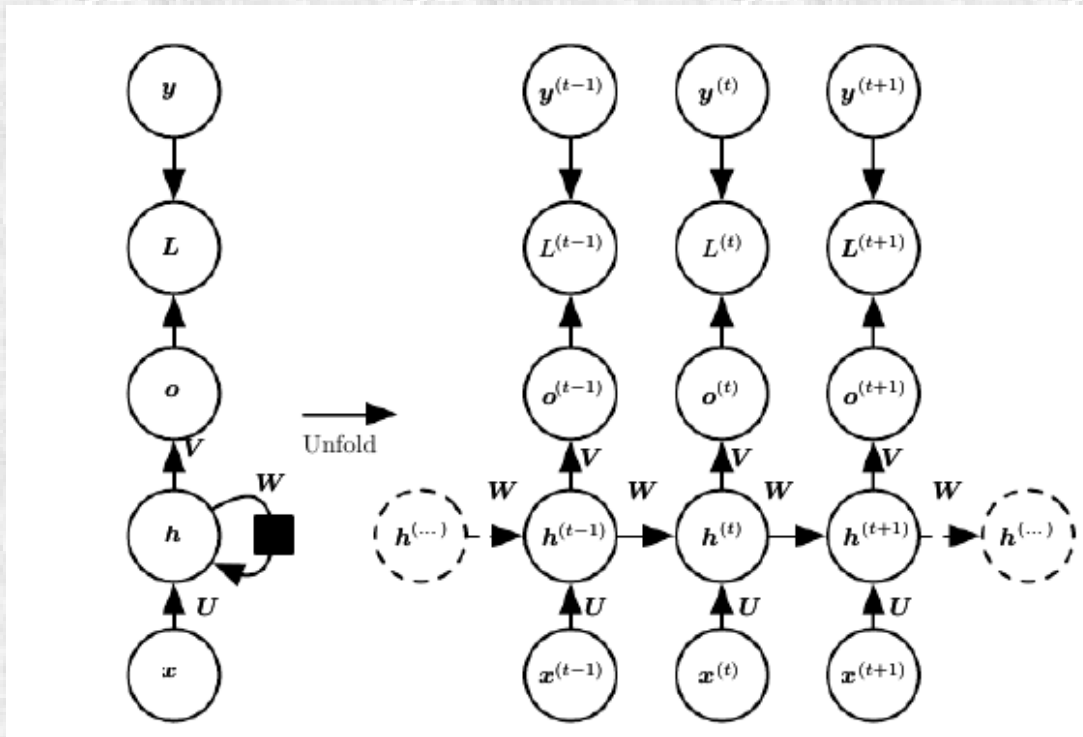 y y^(t−1) y^(t) y^(t+1)
L L^(t−1) L^(t) L^(t+1)
o o^(t−1) o^(t) o^(t+1)
Unfold
V V V V
W W W W W
h h^(...) h^(t−1) h^(t) h^(t+1) h^(...)
U U U U
x x^(t−1) x^(t) x^(t+1)